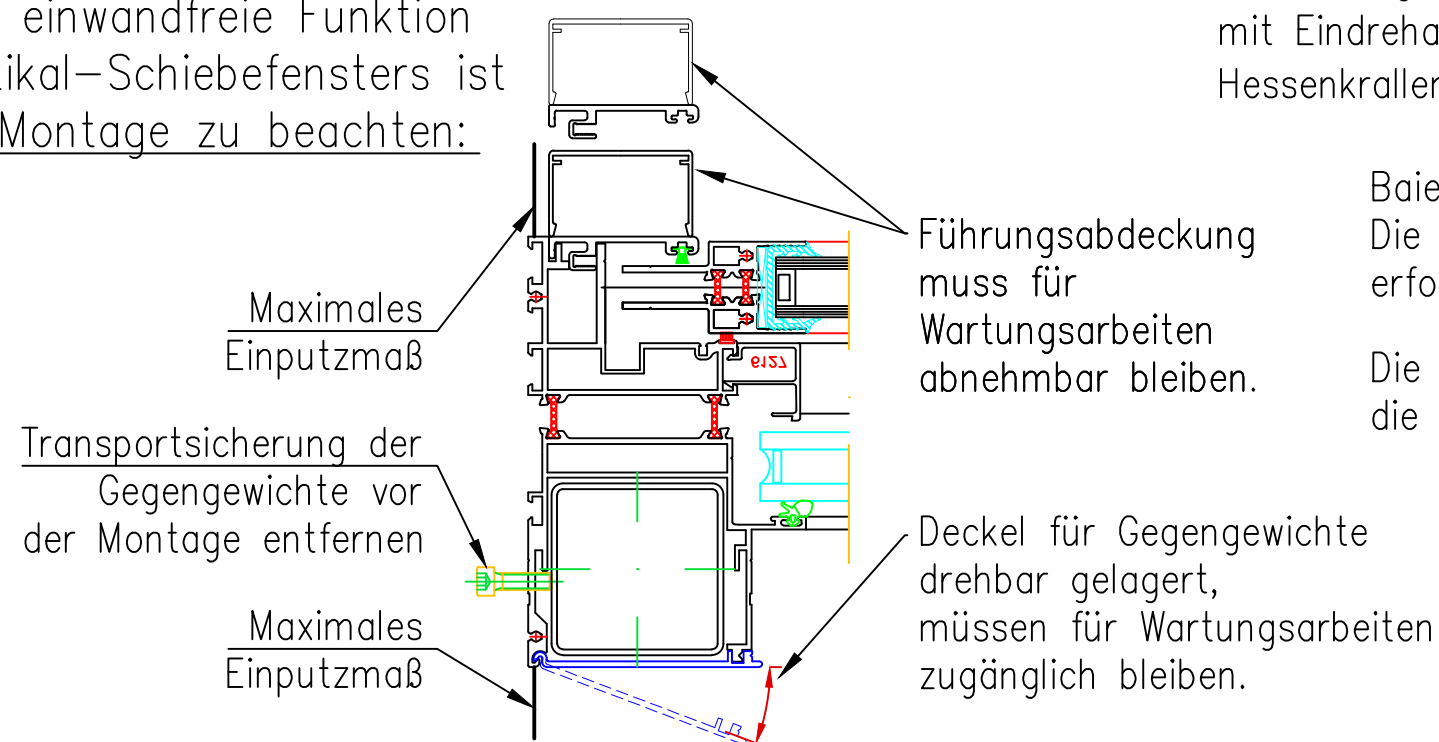 einwandfreie Funktion
ikal-Schiebefensters ist
Montage zu beachten:
Maximales
Einputzmaß
Transportsicherung der
Gegengewichte vor
der Montage entfernen
Maximales
Einputzmaß
6127
Führungsabdeckung
muss für
Wartungsarbeiten
abnehmbar bleiben.
Deckel für Gegengewichte
drehbar gelagert,
müssen für Wartungsarbeiten
zugänglich bleiben.
mit Eindreha
Hessenkraller
Baie
Die
erfo
Die
die